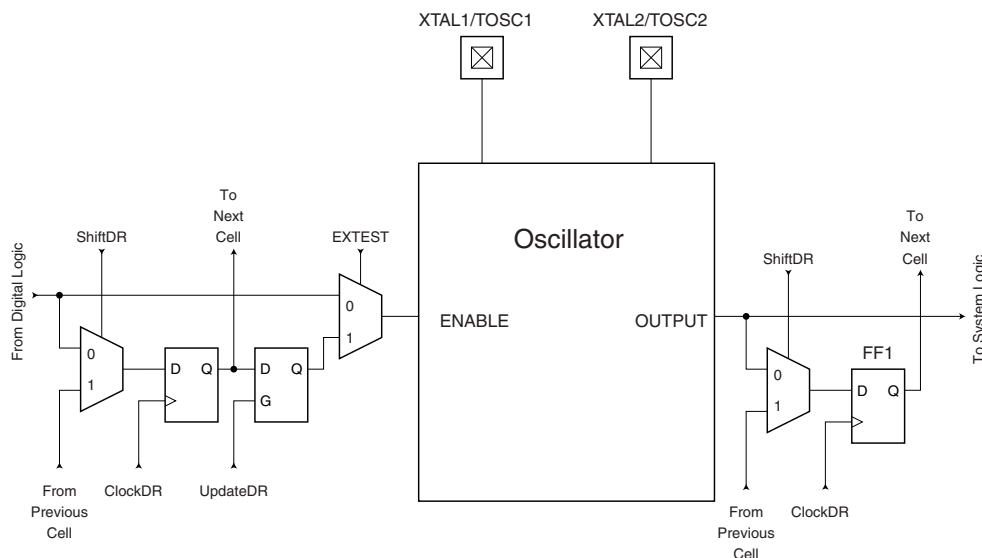 XTAL1/TOSC1
XTAL2/TOSC2
From Digital Logic
ShiftDR
To
Next
Cell
EXTEST
0
1
0
1
D Q
D Q
G
From
Previous
Cell
ClockDR
UpdateDR
Oscillator
ENABLE
OUTPUT
ShiftDR
To
Next
Cell
FF1
0
1
D Q
From
Previous
Cell
ClockDR
To System Logic